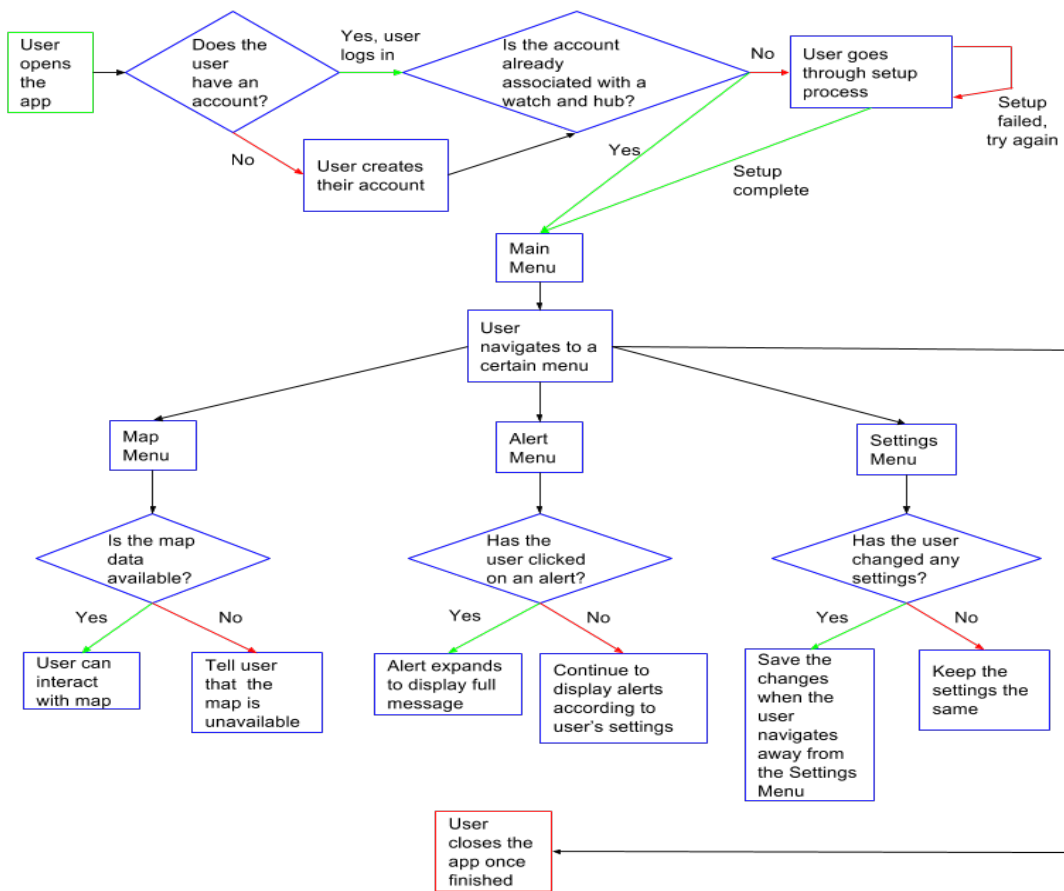 User
opens
the
app
Does the
user
have an
account?
Yes, user
logs in
Is the account
already
associated with a
watch and hub?
No
User goes
through setup
process
Setup
failed,
try again
No
User creates
their account
Yes
Setup
complete
Main
Menu
User
navigates to a
certain menu
Map
Menu
Alert
Menu
Settings
Menu
Is the map
data
available?
Has the
user clicked
on an alert?
Has the user
changed any
settings?
Yes
No
Yes
No
Yes
No
User can
interact
with map
Tell user
that the
map is
unavailable
Alert expands
to display full
message
Continue to
display alerts
according to
user's settings
Save the
changes
when the
user
navigates
away from
the Settings
Menu
Keep the
settings the
same
User
closes the
app once
finished